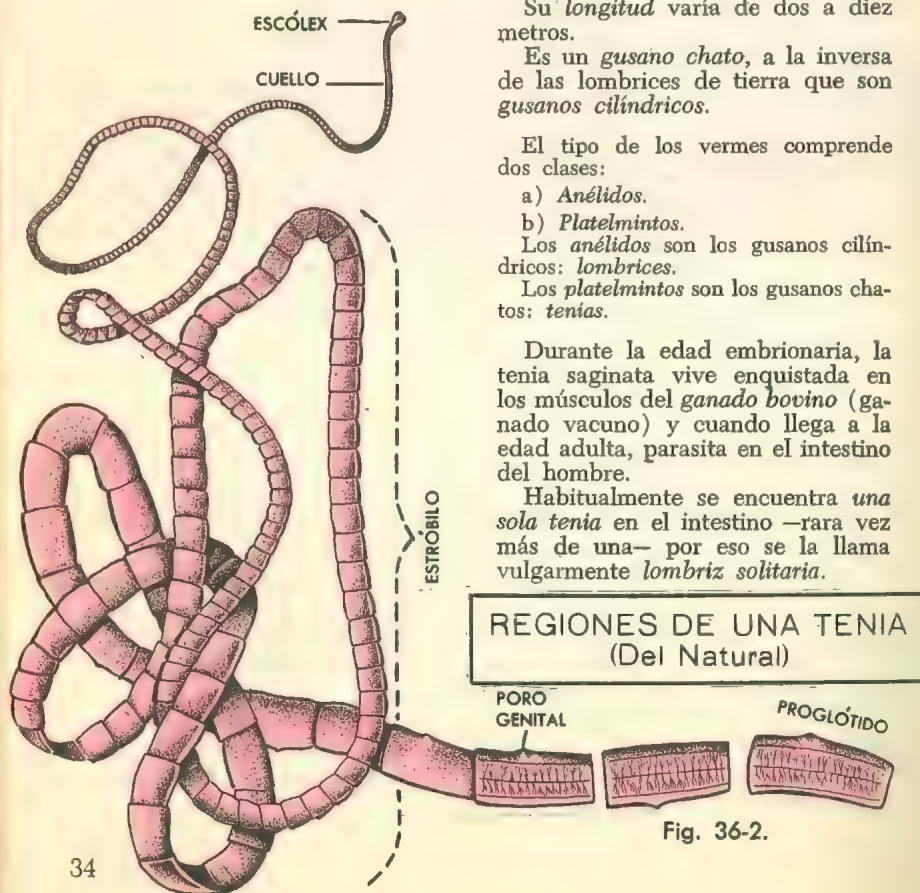 Su longitud varía de dos a diez
metros.
Es un gusano chato, a la inversa
de las lombrices de tierra que son
gusanos cilíndricos.
El tipo de los vermes comprende
dos clases:
a) Anélidos.
b) Platelmintos.
Los anélidos son los gusanos cilín-
dricos: lombrices.
Los platelmintos son los gusanos cha-
tos: tenias.
Durante la edad embrionaria, la
tenia saginata vive enquistada en
los músculos del ganado bovino (ga-
nado vacuno) y cuando llega a la
edad adulta, parasita en el intestino
del hombre.
Habitualmente se encuentra una
sola tenia en el intestino —rara vez
más de una— por eso se la llama
vulgarmente lombriz solitaria.
ESCÓLEX
CUELLO
ESTRÓBILO
REGIONES DE UNA TENIA
(Del Natural)
PORO
GENITAL
PROGLÓTIDO
Fig. 36-2.
34